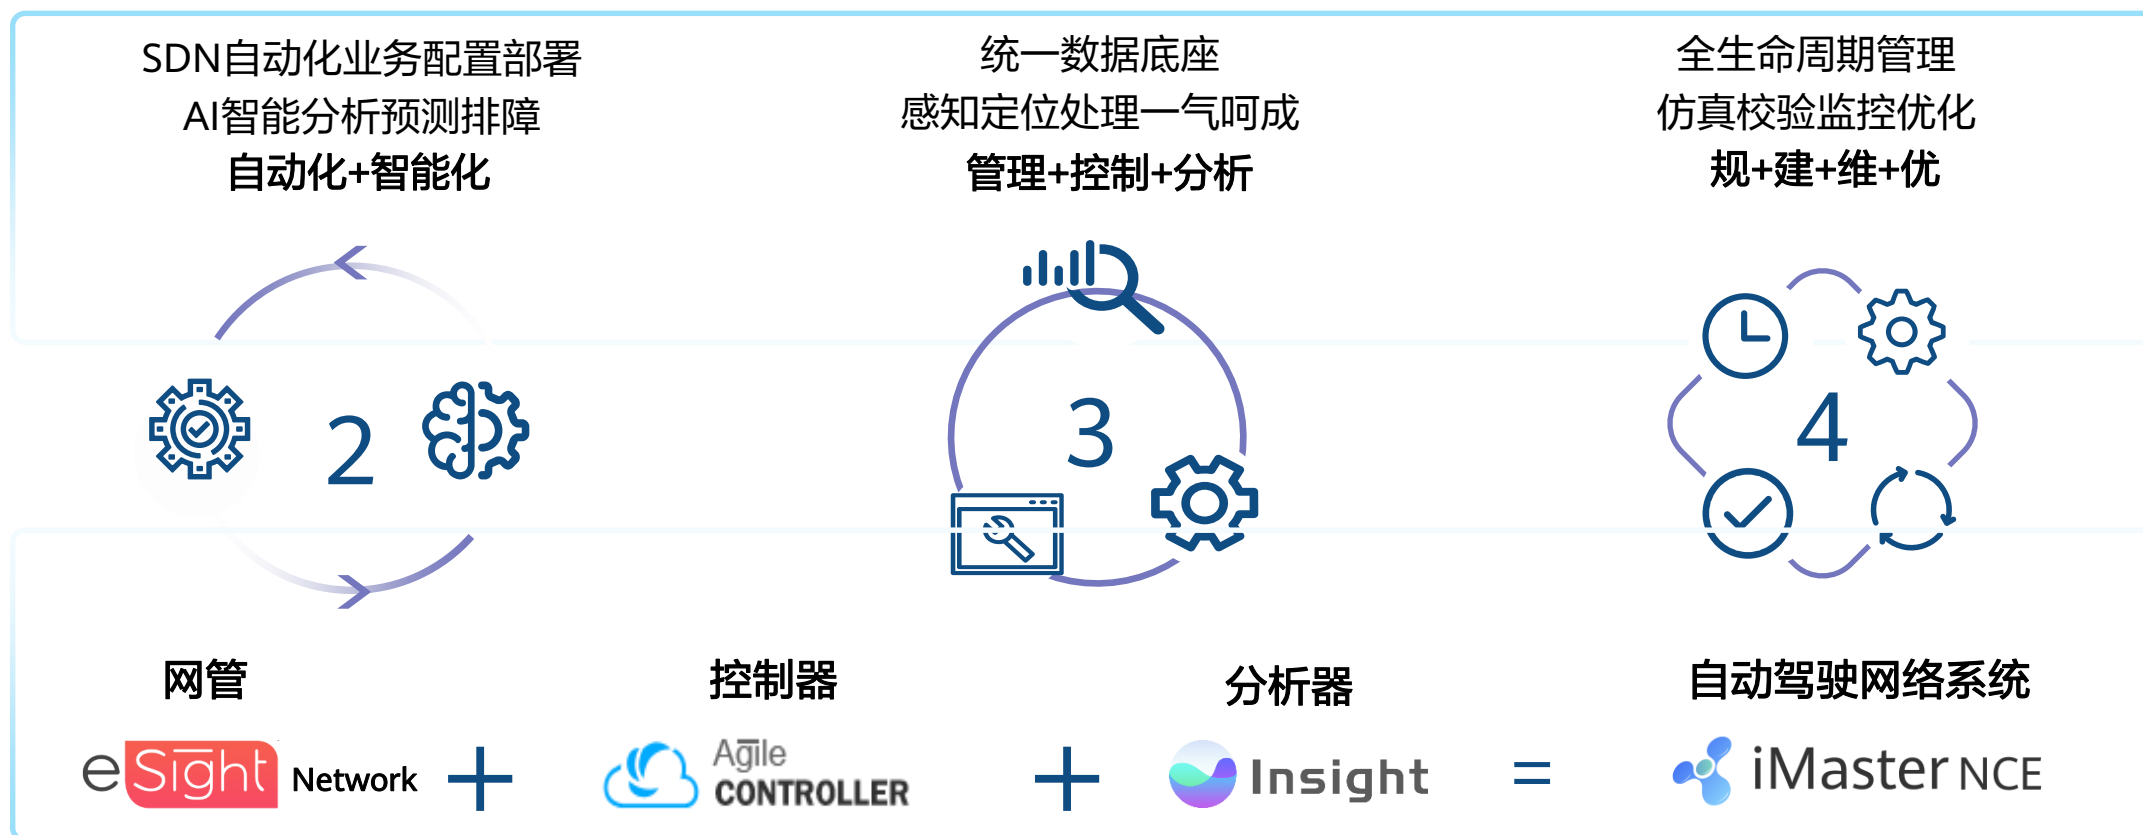 SDN自动化业务配置部署
AI智能分析预测排障
自动化+智能化
统一数据底座
感知定位处理一气呵成
管理+控制+分析
全生命周期管理
仿真校验监控优化
规+建+维+优
2
3
4
网管
控制器
分析器
自动驾驶网络系统
eSight Network
+
Agile
CONTROLLER
+
Insight
=
iMaster NCE